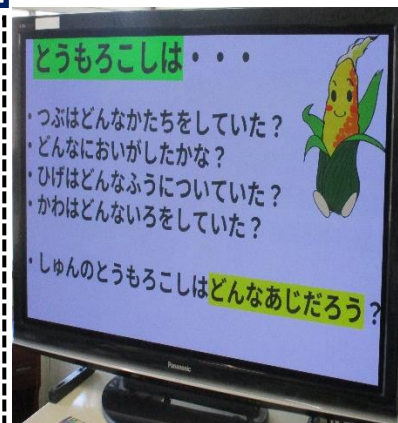 とうもろこしは・・・
・つぶはどんなかたちをしていた？
・どんなにおいがしたかな？
・ひげはどんなふうについていた？
・かわはどんないろをしていた？
・しゅんのとうもろこしはどんなあじだろう？
Panasonic